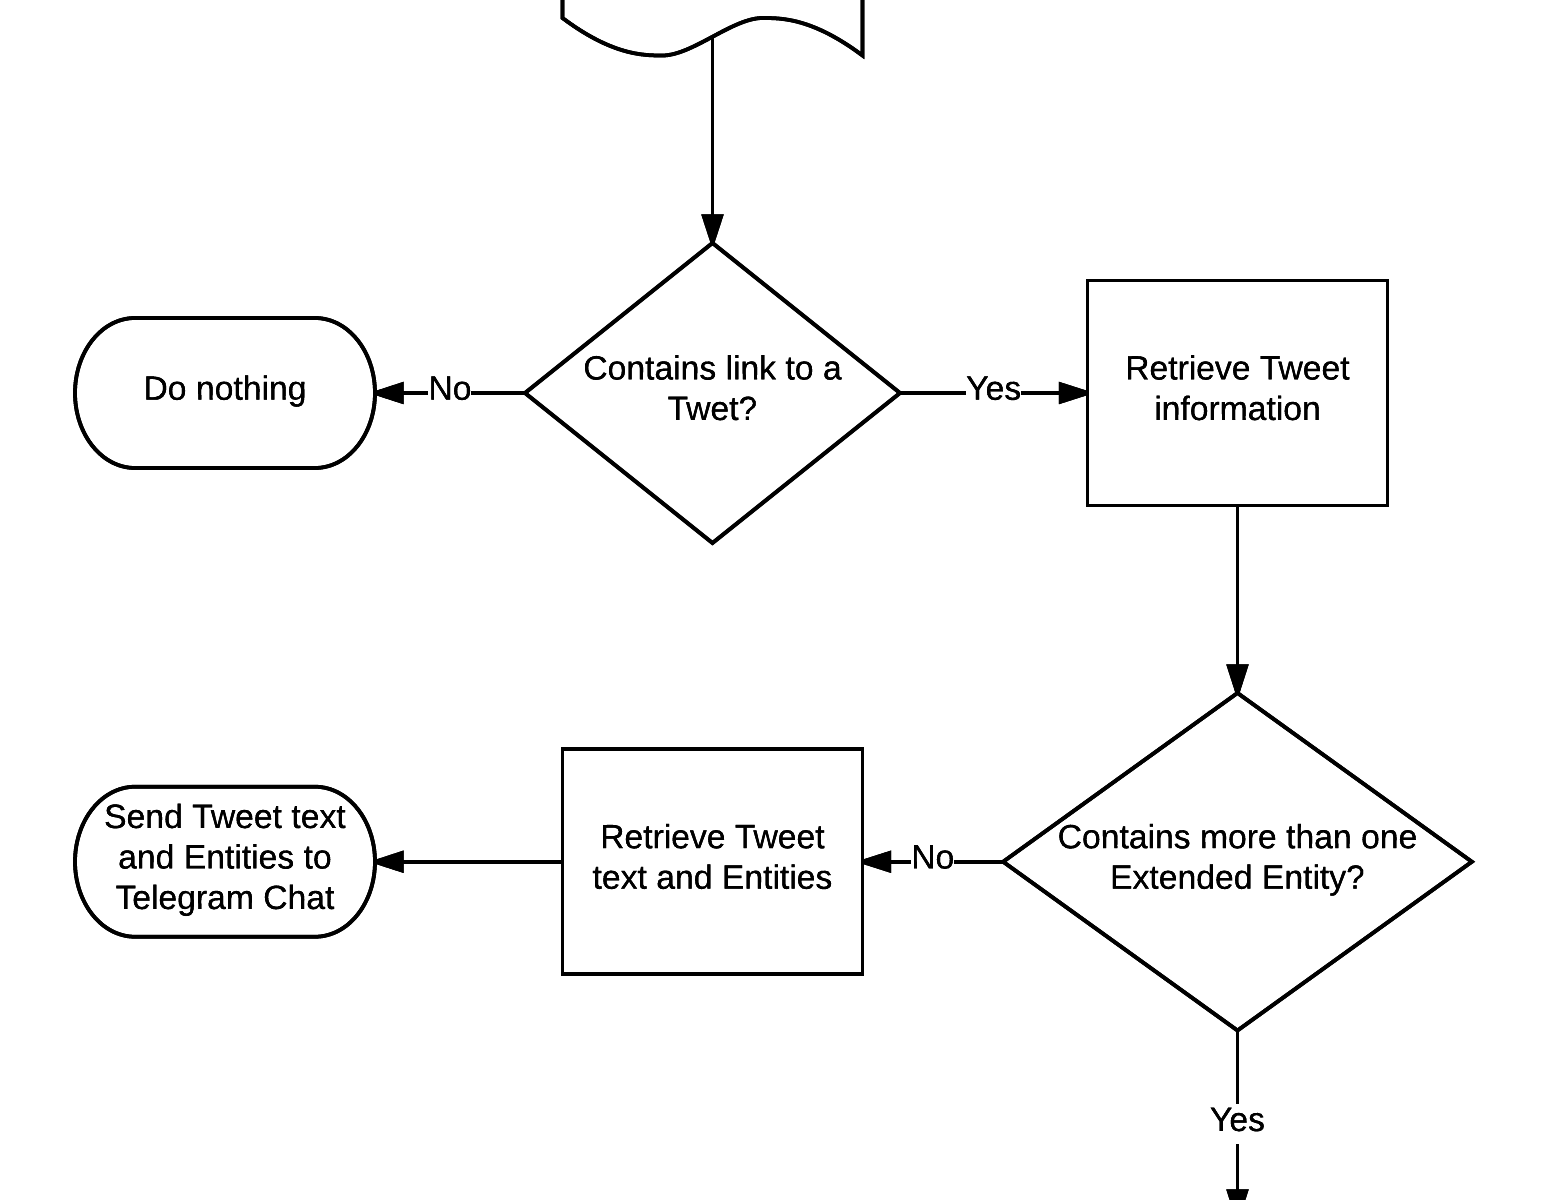 Contains link to a
Twet?
No
Do nothing
Yes
Retrieve Tweet
information
Contains more than one
Extended Entity?
No
Retrieve Tweet
text and Entities
Send Tweet text
and Entities to
Telegram Chat
Yes